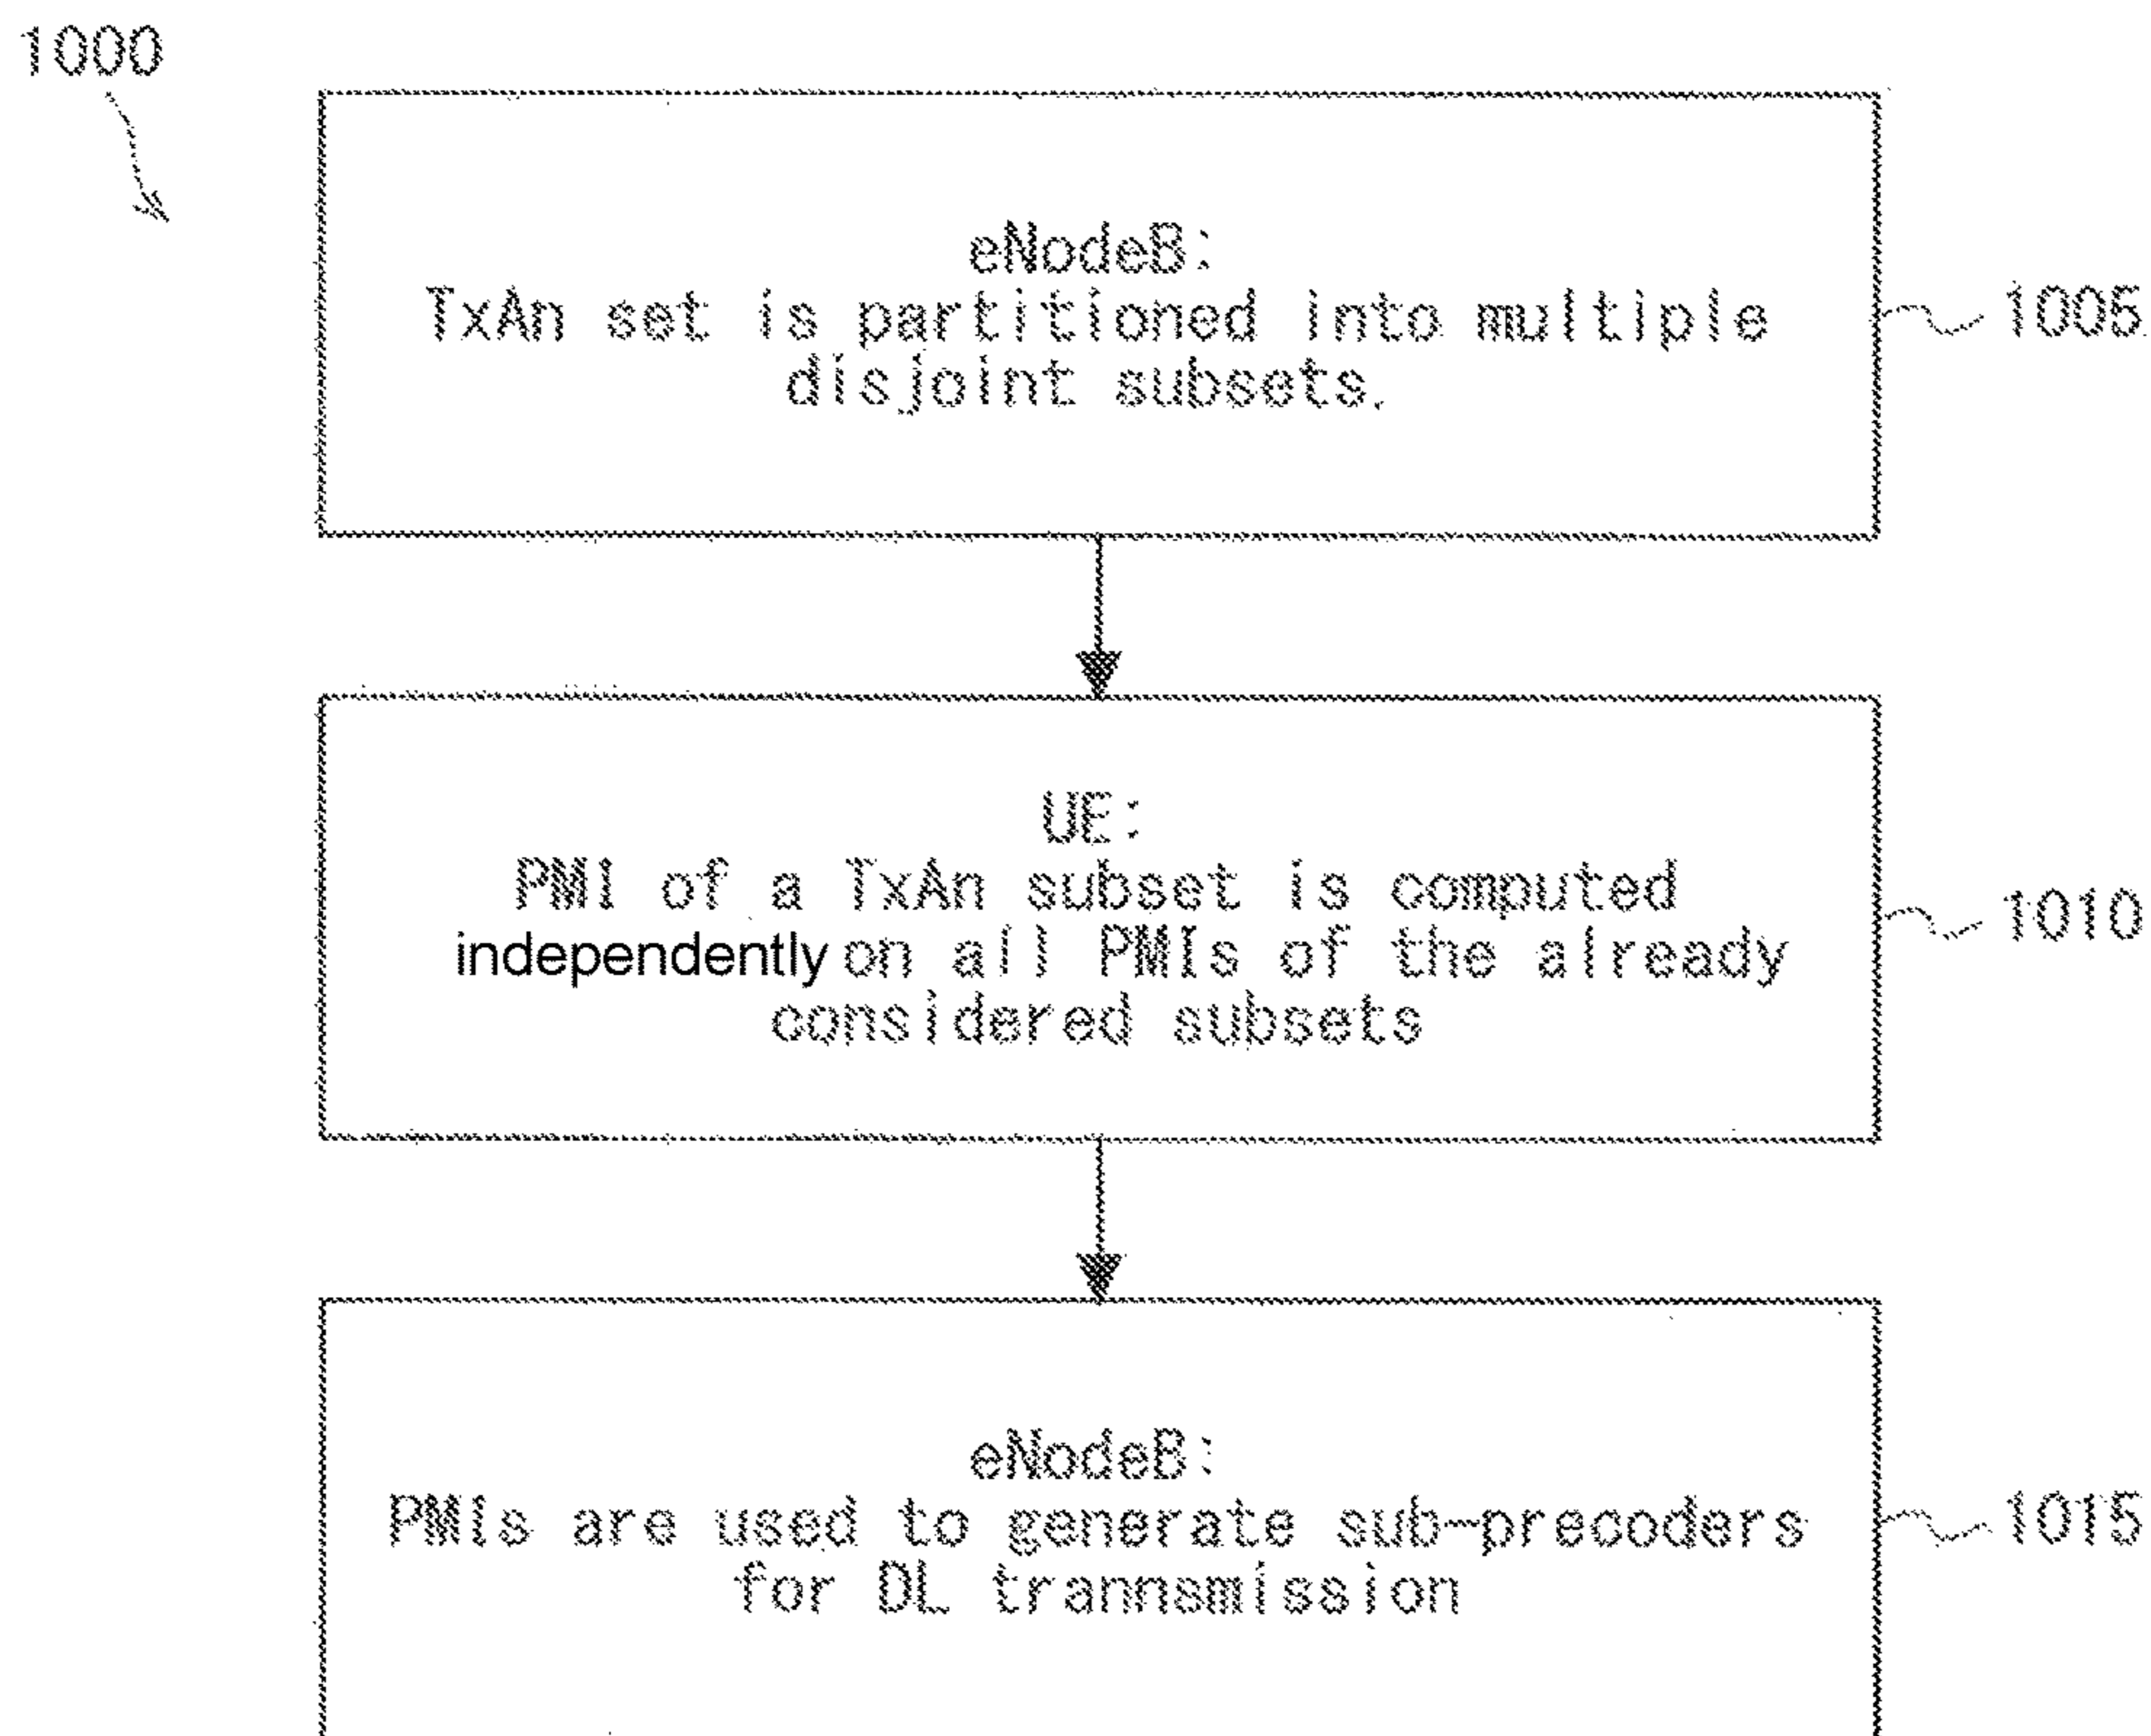 1000
eNodeB:
TxAn set is partitioned into multiple
disjoint subsets.
1005
UE:
PMI of a TxAn subset is computed
independently on all PMIs of the already
considered subsets
1010
eNodeB:
PMIs are used to generate sub-precoders
for DL trannsmission
1015